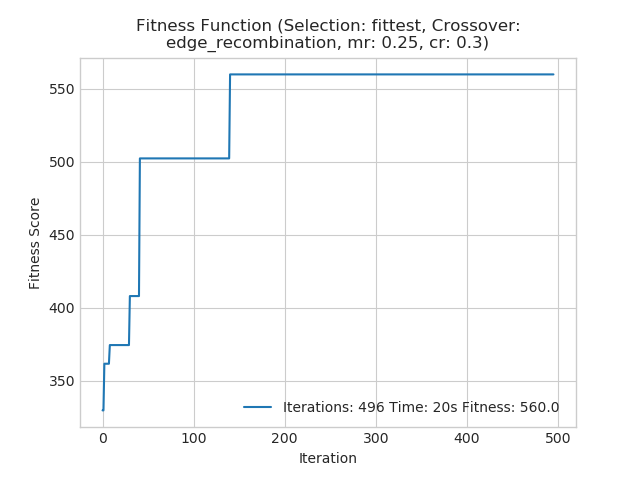 Fitness Function (Selection: fittest, Crossover:
edge_recombination, mr: 0.25, cr: 0.3)
550
500
450
400
350
Fitness Score
Iterations: 496 Time: 20s Fitness: 560.0
0 100 200 300 400 500
Iteration